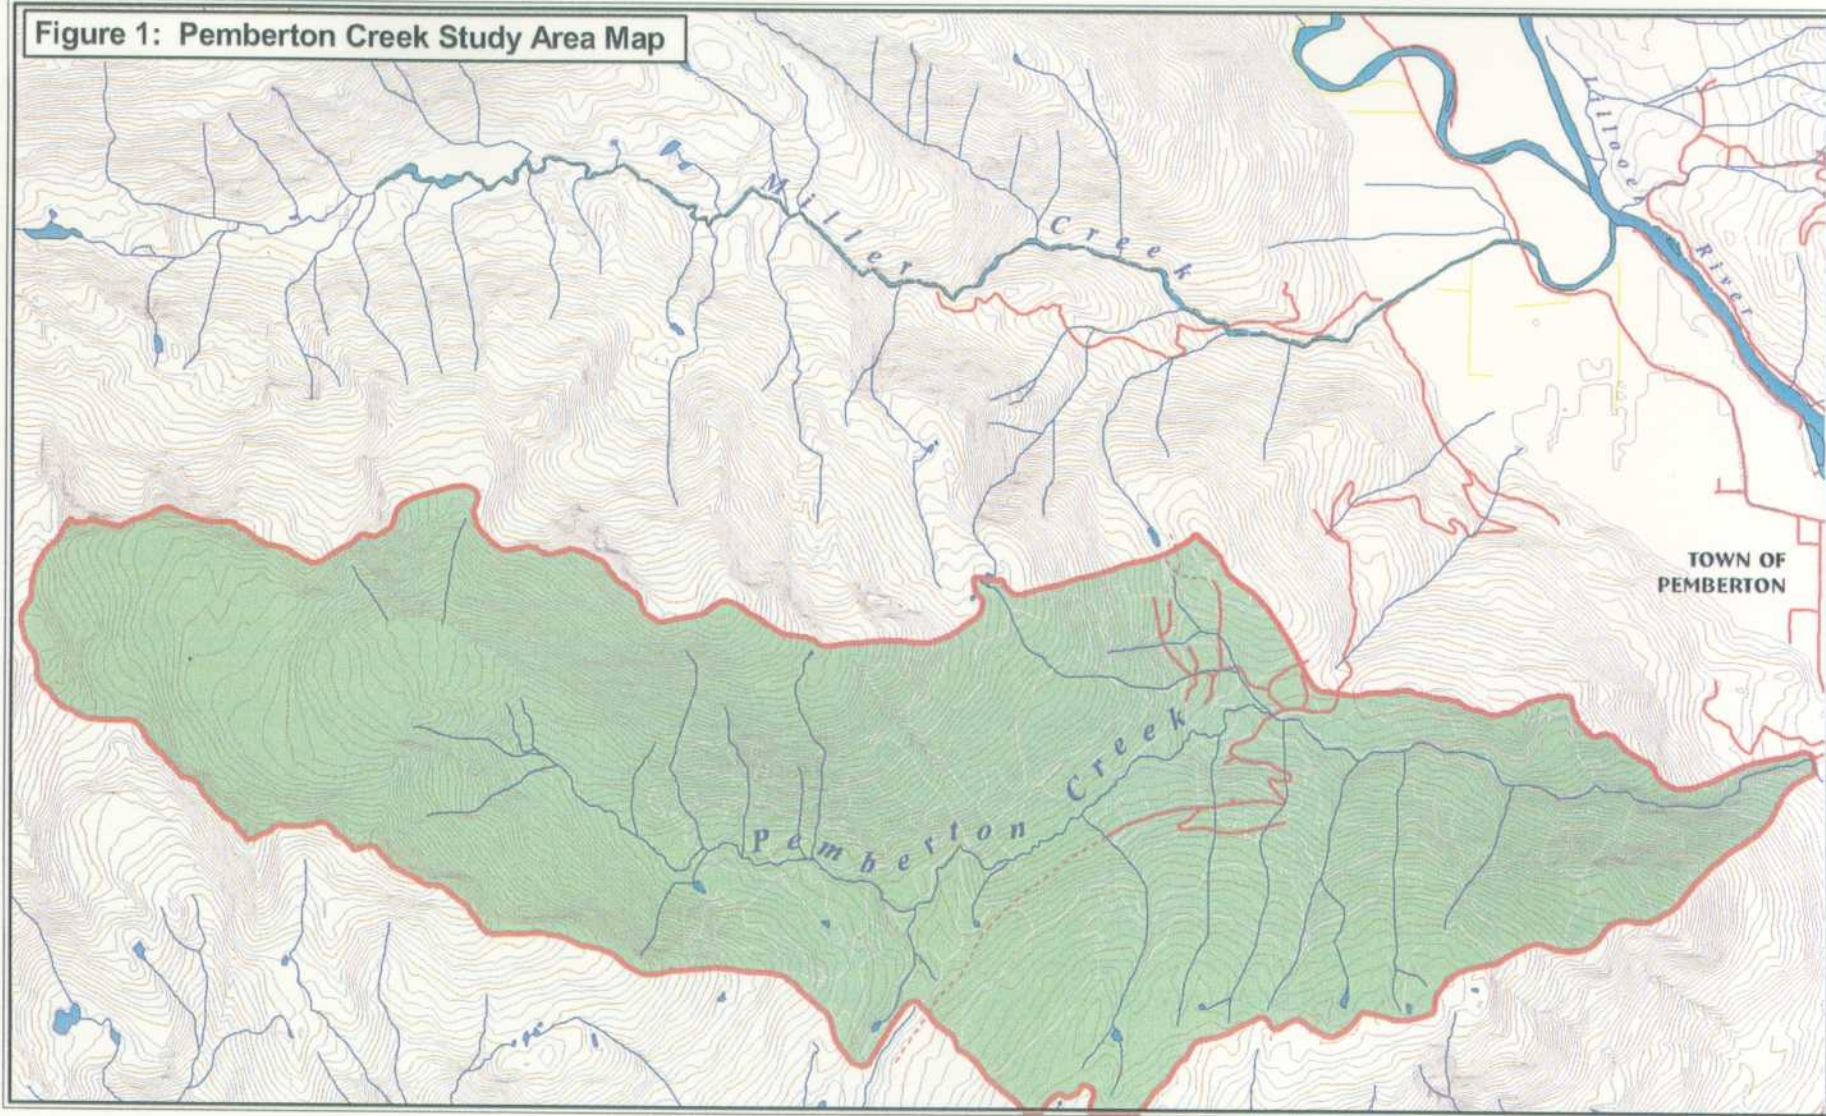 Figure 1: Pemberton Creek Study Area Map
Miller Creek
Lillooet River
TOWN OF
PEMBERTON
Pemberton Creek